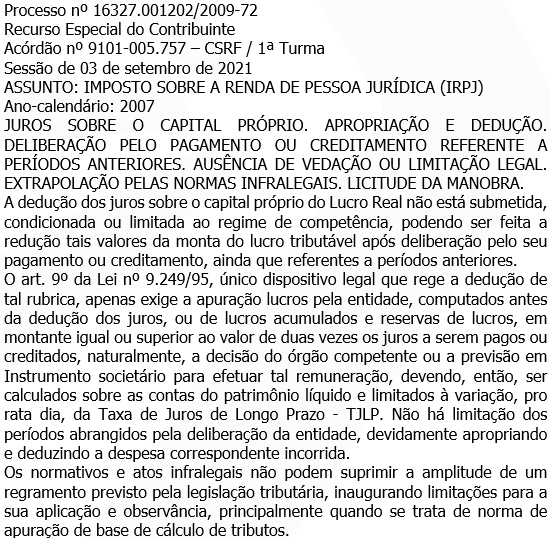 Processo nº 16327.001202/2009-72
Recurso Especial do Contribuinte
Acórdão nº 9101-005.757 – CSRF / 1ª Turma
Sessão de 03 de setembro de 2021
ASSUNTO: IMPOSTO SOBRE A RENDA DE PESSOA JURÍDICA (IRPJ)
Ano-calendário: 2007
JUROS SOBRE O CAPITAL PRÓPRIO. APROPRIAÇÃO E DEDUÇÃO.
DELIBERAÇÃO PELO PAGAMENTO OU CREDITAMENTO REFERENTE A
PERÍODOS ANTERIORES. AUSÊNCIA DE VEDAÇÃO OU LIMITAÇÃO LEGAL.
EXTRAPOLAÇÃO PELAS NORMAS INFRALEGAIS. LICITUDE DA MANOBRA.
A dedução dos juros sobre o capital próprio do Lucro Real não está submetida,
condicionada ou limitada ao regime de competência, podendo ser feita a
redução tais valores da monta do lucro tributável após deliberação pelo seu
pagamento ou creditamento, ainda que referentes a períodos anteriores.
O art. 9º da Lei nº 9.249/95, único dispositivo legal que rege a dedução de
tal rubrica, apenas exige a apuração lucros pela entidade, computados antes
da dedução dos juros, ou de lucros acumulados e reservas de lucros, em
montante igual ou superior ao valor de duas vezes os juros a serem pagos ou
creditados, naturalmente, a decisão do órgão competente ou a previsão em
Instrumento societário para efetuar tal remuneração, devendo, então, ser
calculados sobre as contas do patrimônio líquido e limitados à variação, pro
rata dia, da Taxa de Juros de Longo Prazo - TJLP. Não há limitação dos
períodos abrangidos pela deliberação da entidade, devidamente apropriando
e deduzindo a despesa correspondente incorrida.
Os normativos e atos infralegais não podem suprimir a amplitude de um
regramento previsto pela legislação tributária, inaugurando limitações para a
sua aplicação e observância, principalmente quando se trata de norma de
apuração de base de cálculo de tributos.